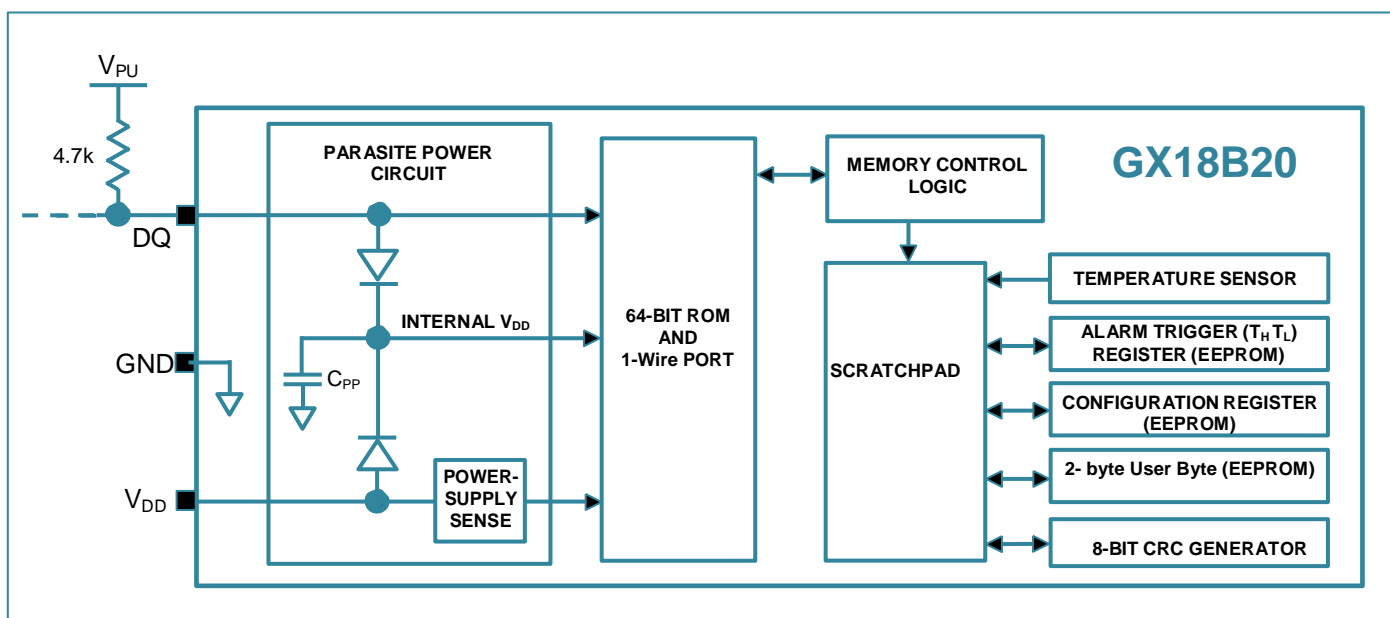 V_PU
4.7k
DQ
GND
V_DD
PARASITE POWER
CIRCUIT
INTERNAL V_DD
C_PP
POWER-
SUPPLY
SENSE
64-BIT ROM
AND
1-Wire PORT
MEMORY CONTROL
LOGIC
GX18B20
SCRATCHPAD
TEMPERATURE SENSOR
ALARM TRIGGER (T_H T_L)
REGISTER (EEPROM)
CONFIGURATION REGISTER
(EEPROM)
2- byte User Byte (EEPROM)
8-BIT CRC GENERATOR